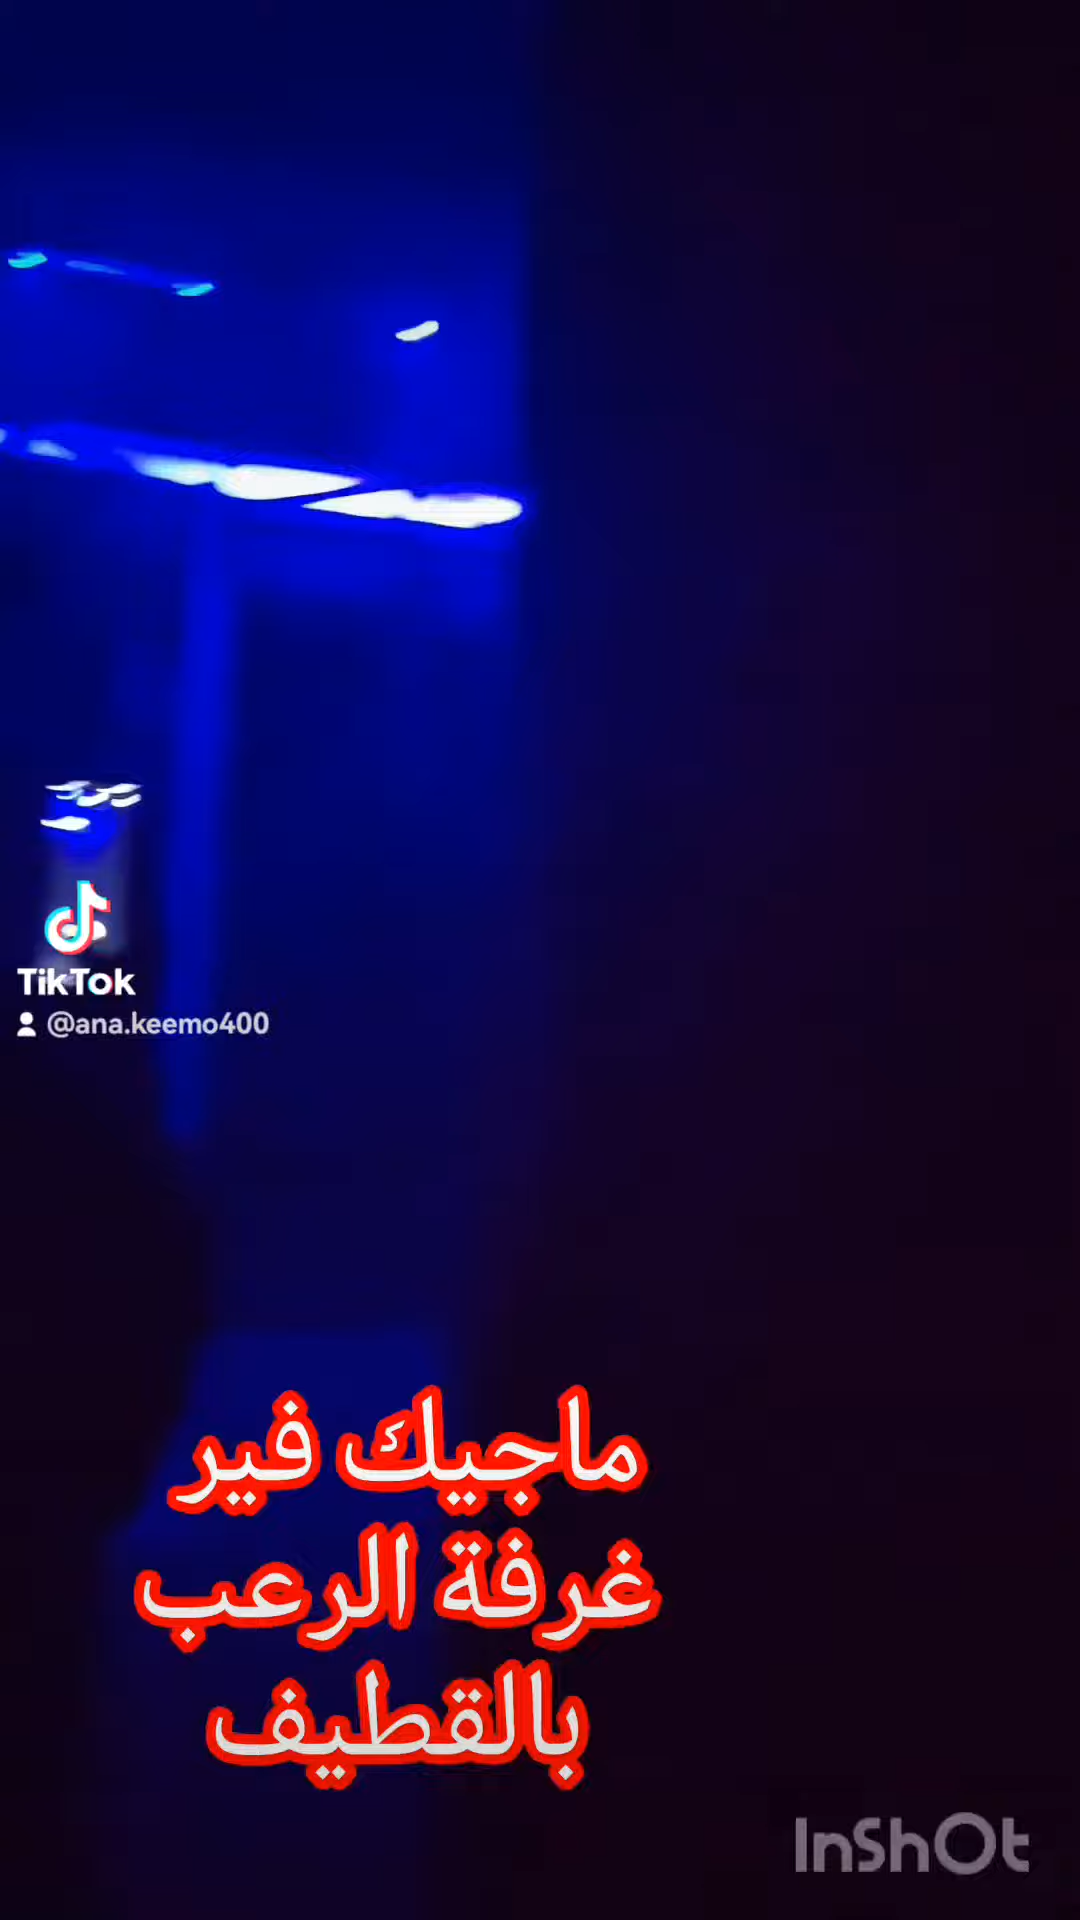 TikTok
@ana.keemo400
ماجيك فير
غرفة الرعب
بالقطيف
InShOt